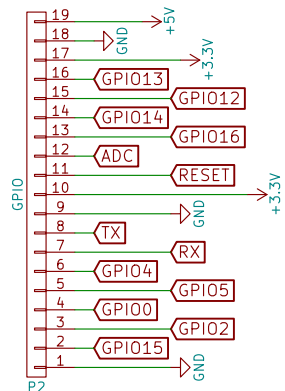 19 +5V
18 GND
17 +3.3V
16 GPIO13
15 GPIO12
14 GPIO14
13 GPIO16
12 ADC
11 RESET
10 +3.3V
9 GND
8 TX
7 RX
6 GPIO4
5 GPIO5
4 GPIO0
3 GPIO2
2 GPIO15
1 GND
GPIO
P2